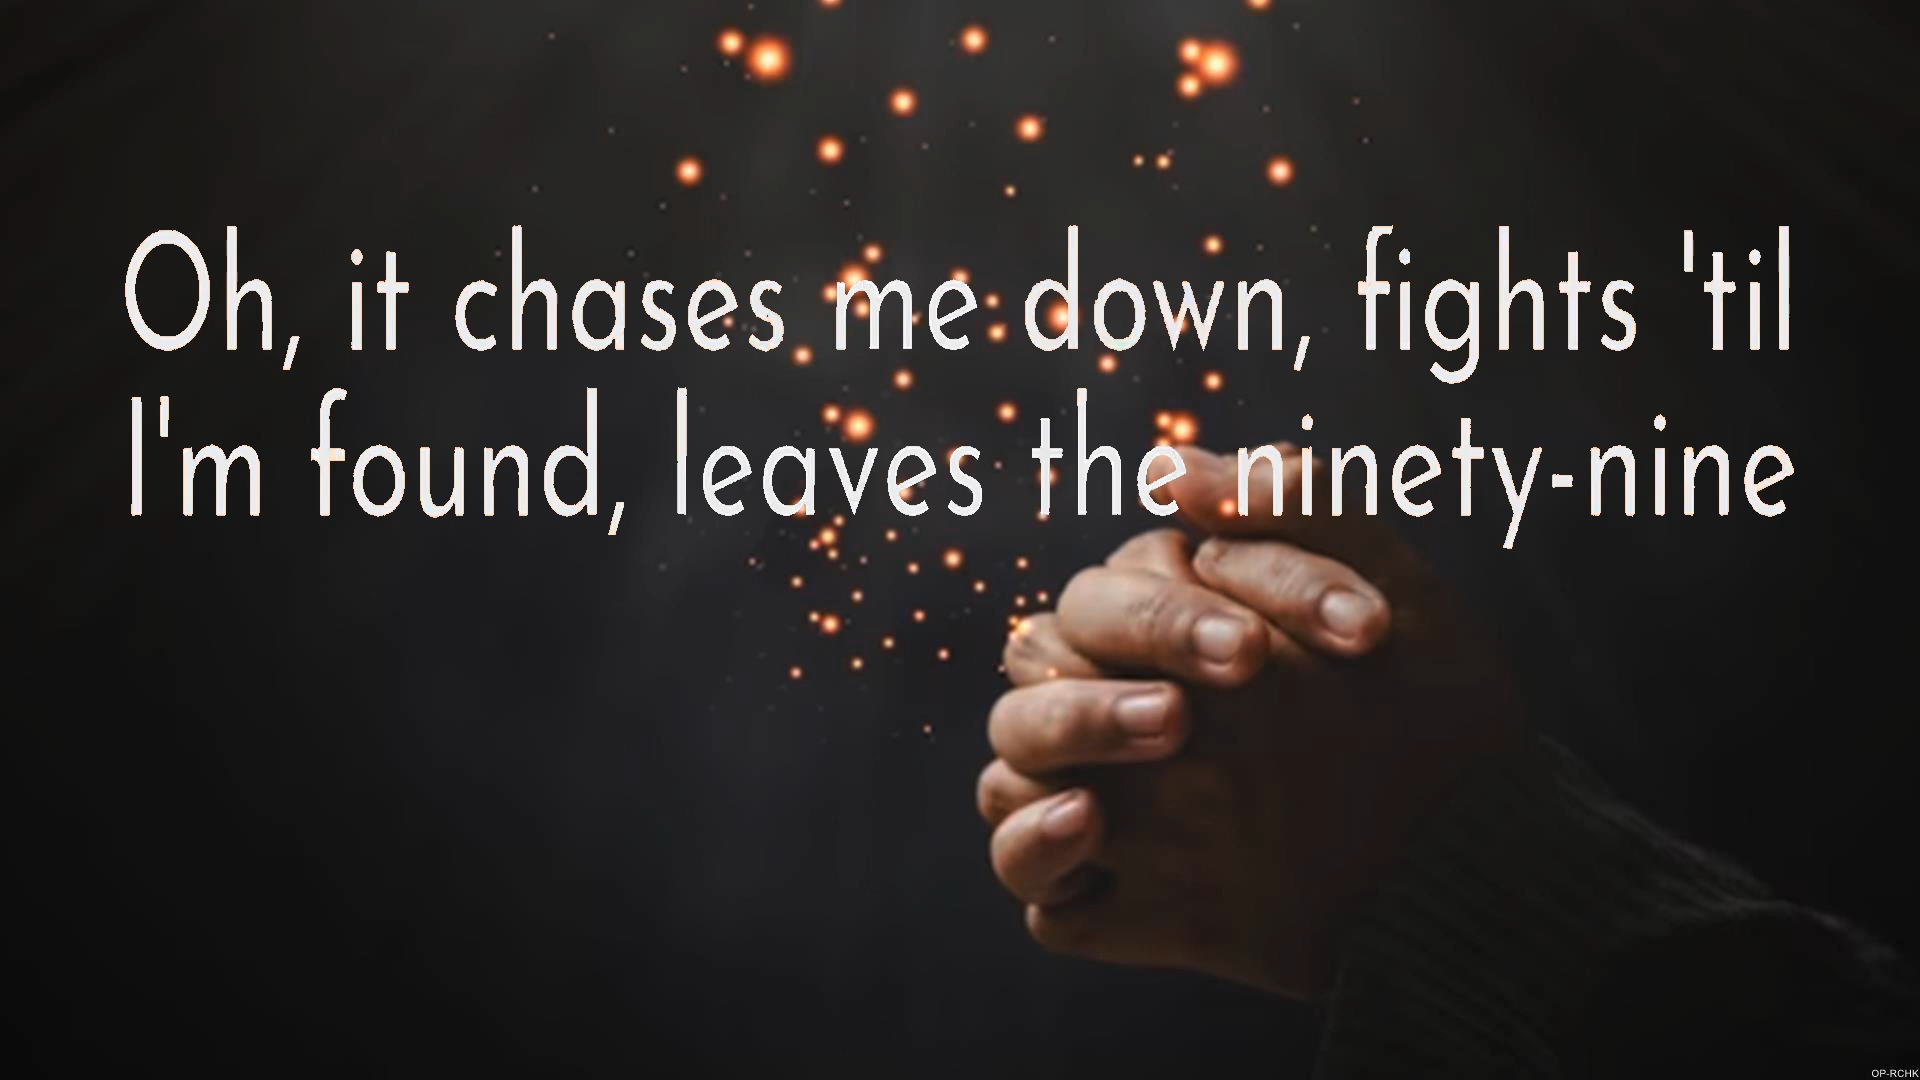 Oh, it chases me down, fights 'til
I'm found, leaves the ninety-nine
OP-RCHK